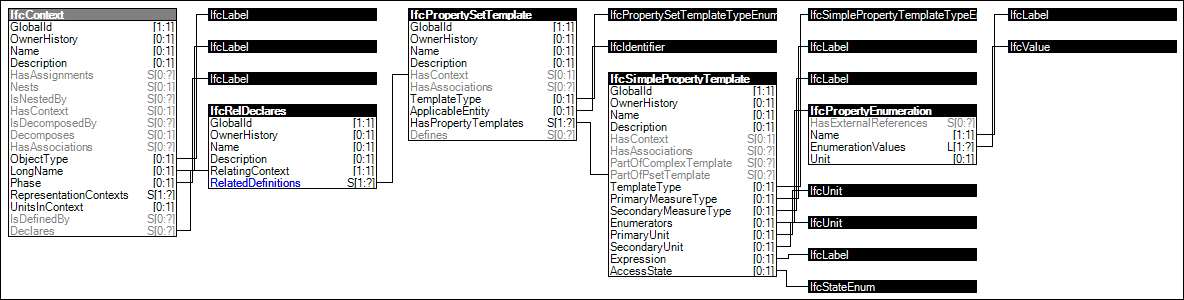 IfcContext
GlobalId [1:1]
OwnerHistory [0:1]
Name [0:1]
Description [0:1]
HasAssignments S[0:?]
Nests S[0:1]
IsNestedBy S[0:?]
HasContext S[0:1]
IsDecomposedBy S[0:?]
Decomposes S[0:1]
HasAssociations S[0:?]
ObjectType [0:1]
LongName [0:1]
Phase [0:1]
RepresentationContexts S[1:?]
UnitsInContext [0:1]
IsDefinedBy S[0:?]
Declares S[0:?]
IfcLabel
IfcLabel
IfcLabel
IfcRelDeclares
GlobalId [1:1]
OwnerHistory [0:1]
Name [0:1]
Description [0:1]
RelatingContext [1:1]
RelatedDefinitions S[1:?]
IfcPropertySetTemplate
GlobalId [1:1]
OwnerHistory [0:1]
Name [0:1]
Description [0:1]
HasContext S[0:1]
HasAssociations S[0:?]
TemplateType [0:1]
ApplicableEntity [0:1]
HasPropertyTemplates S[1:?]
Defines S[0:?]
IfcPropertySetTemplateTypeEnum
IfcIdentifier
IfcSimplePropertyTemplate
GlobalId [1:1]
OwnerHistory [0:1]
Name [0:1]
Description [0:1]
HasContext S[0:1]
HasAssociations S[0:?]
PartOfComplexTemplate S[0:?]
PartOfPsetTemplate S[0:?]
TemplateType [0:1]
PrimaryMeasureType [0:1]
SecondaryMeasureType [0:1]
Enumerators [0:1]
PrimaryUnit [0:1]
SecondaryUnit [0:1]
Expression [0:1]
AccessState [0:1]
IfcSimplePropertyTemplateTypeE
IfcLabel
IfcLabel
IfcPropertyEnumeration
HasExternalReferences S[0:?]
Name [1:1]
EnumerationValues L[1:?]
Unit [0:1]
IfcUnit
IfcUnit
IfcLabel
IfcStateEnum
IfcLabel
IfcValue